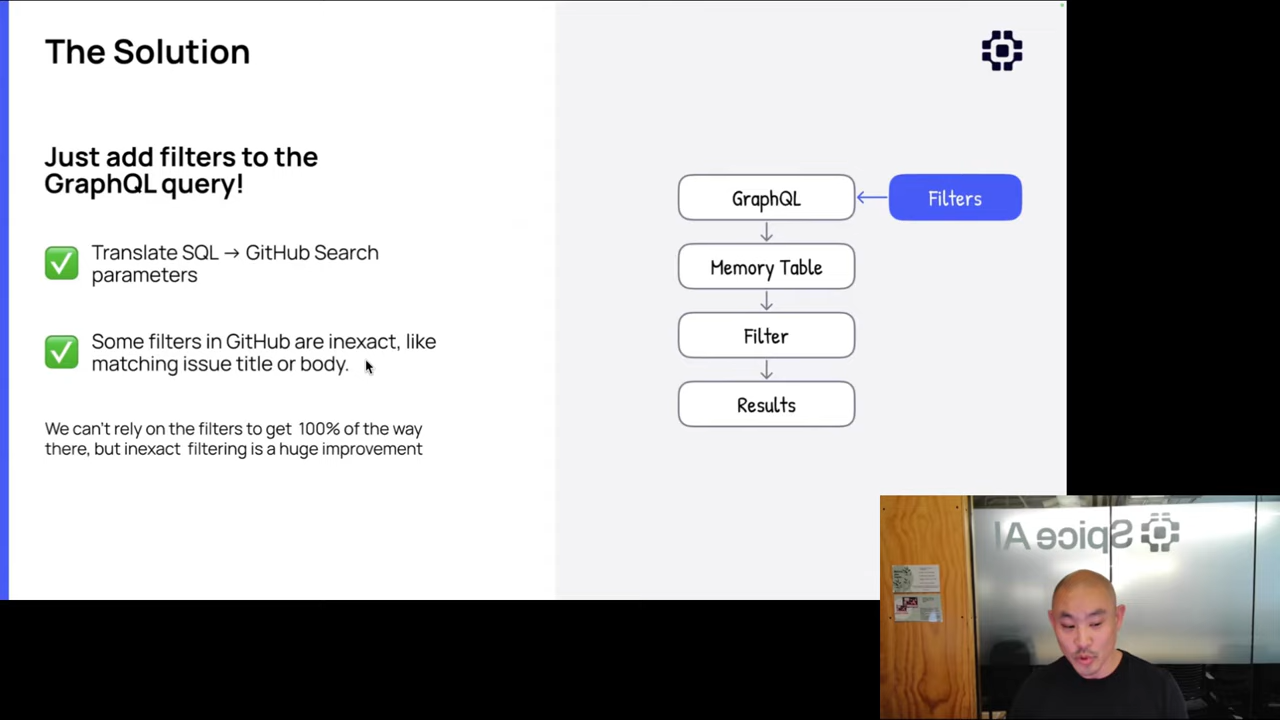 The Solution
Just add filters to the
GraphQL query!
Translate SQL → GitHub Search
parameters
Some filters in GitHub are inexact, like
matching issue title or body.
We can't rely on the filters to get 100% of the way
there, but inexact filtering is a huge improvement
GraphQL
Filters
Memory Table
Filter
Results
Spice AI